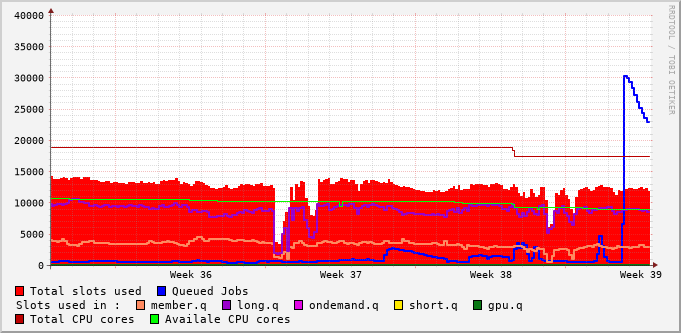 40000
35000
30000
25000
20000
15000
10000
5000
0
Week 36 Week 37 Week 38 Week 39
Total slots used Queued Jobs
Slots used in : member.q long.q ondemand.q short.q gpu.q
Total CPU cores Availale CPU cores
RRDTOOL / TOBI OETIKER